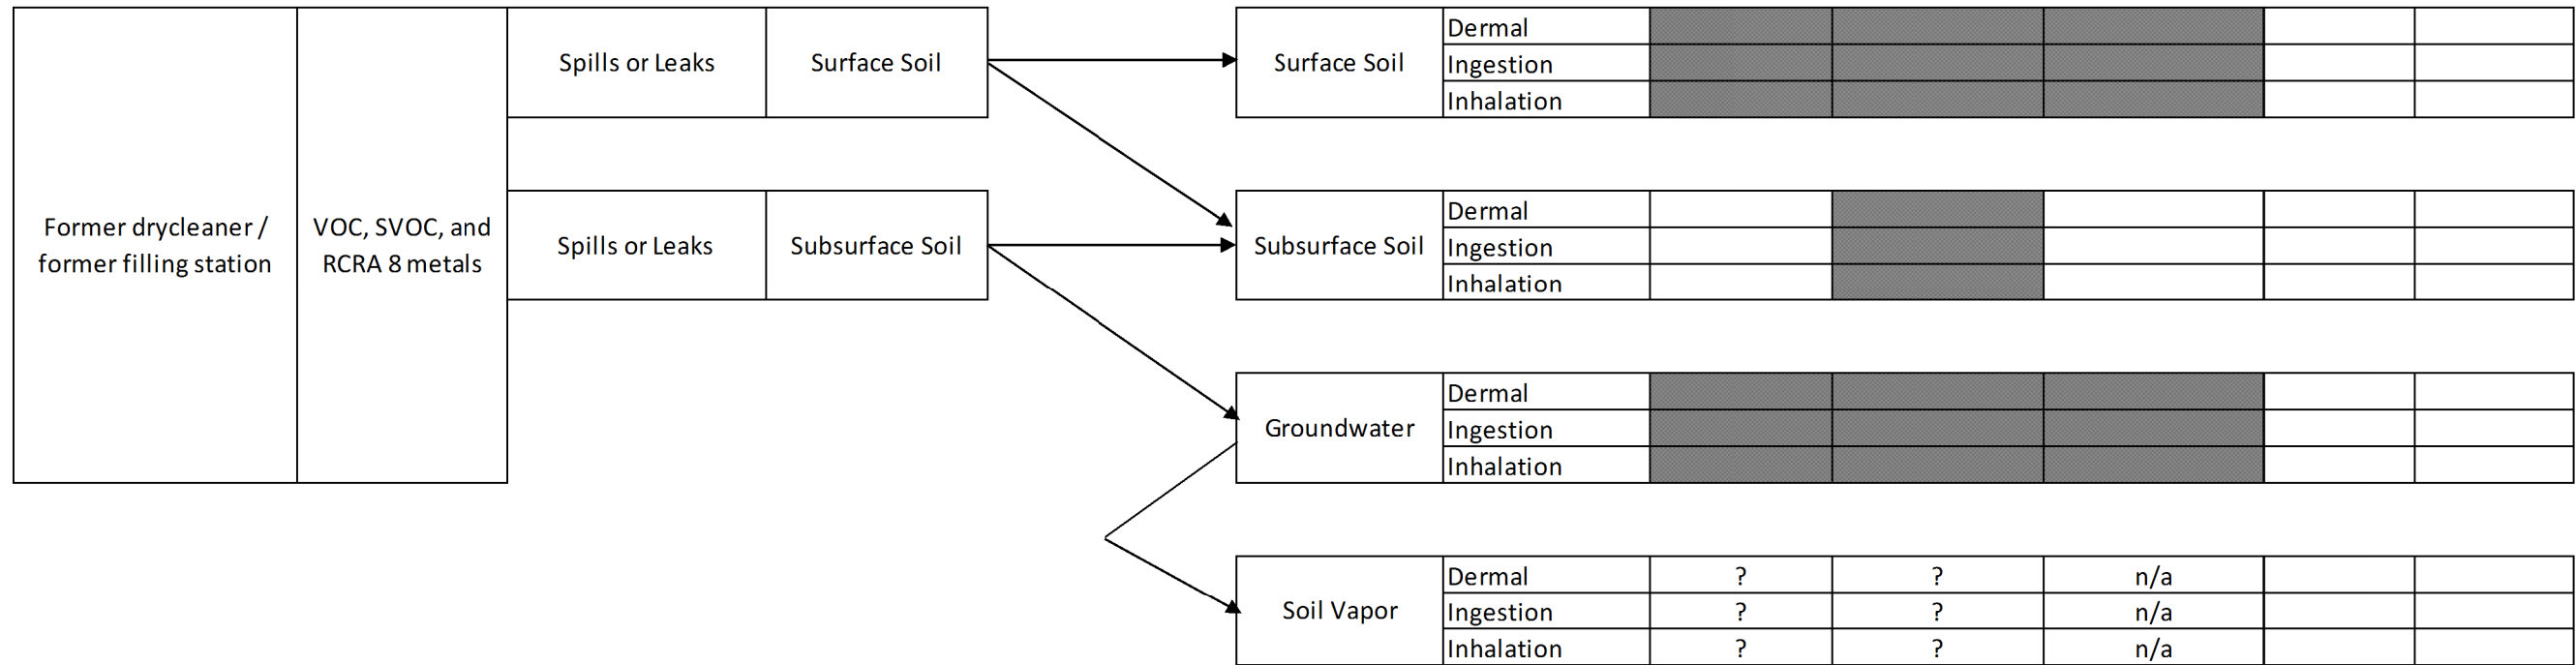 Former drycleaner /
former filling station
VOC, SVOC, and
RCRA 8 metals
Spills or Leaks
Surface Soil
Surface Soil
Dermal
Ingestion
Inhalation
Spills or Leaks
Subsurface Soil
Subsurface Soil
Dermal
Ingestion
Inhalation
Groundwater
Dermal
Ingestion
Inhalation
Soil Vapor
Dermal ? ? n/a
Ingestion ? ? n/a
Inhalation ? ? n/a